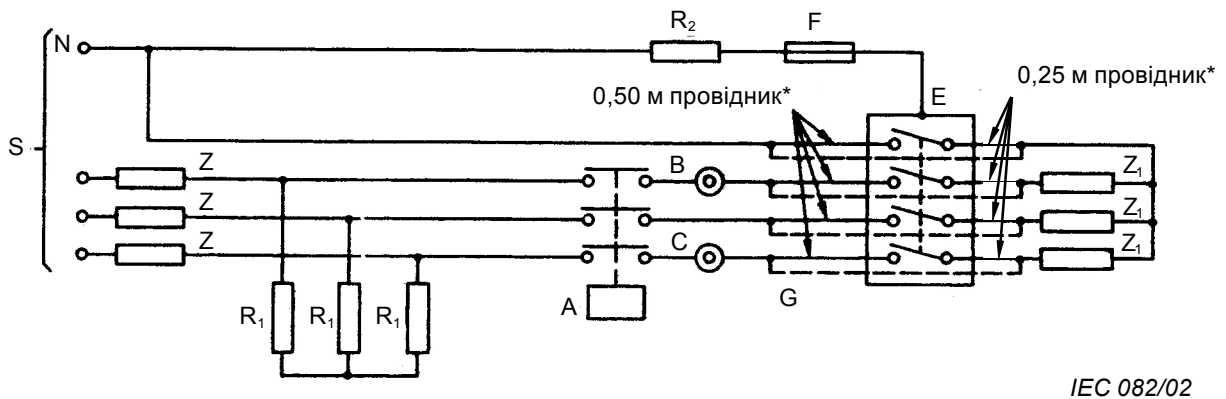 R₂
F
N
0,25 м провідник*
0,50 м провідник*
E
S
Z
B
Z₁
Z
Z₁
Z
C
Z₁
G
R₁
R₁
R₁
A
IEC 082/02